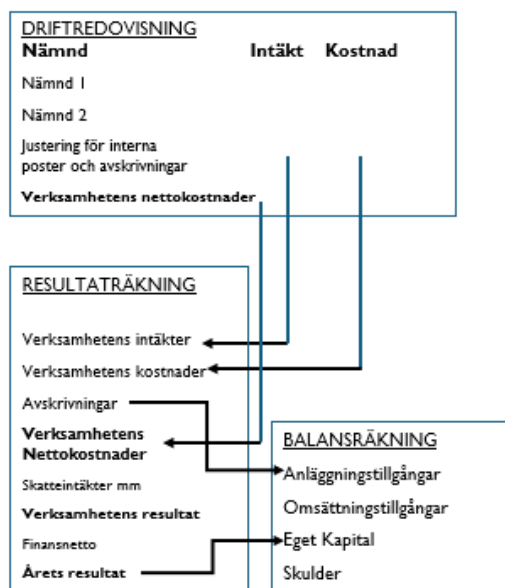 DRIFTREDOVISNING
Nämnd Intäkt Kostnad
Nämnd 1
Nämnd 2
Justering för interna
poster och avskrivningar
Verksamhetens nettokostnader
RESULTATRÄKNING
Verksamhetens intäkter
Verksamhetens kostnader
Avskrivningar
Verksamhetens
Nettokostnader
Skatteintäkter mm
Verksamhetens resultat
Finansnetto
Årets resultat
BALANSRÄKNING
Anläggningstillgångar
Omsättningstillgångar
Eget Kapital
Skulder